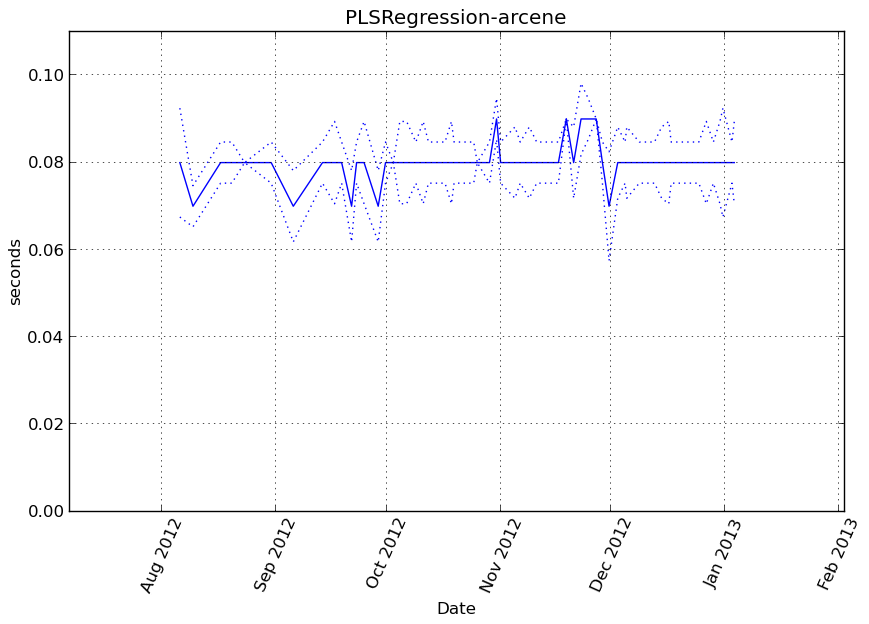 PLSRegression-arcene
0.10
0.08
0.06
0.04
0.02
0.00
seconds
Aug 2012
Sep 2012
Oct 2012
Nov 2012
Dec 2012
Jan 2013
Feb 2013
Date